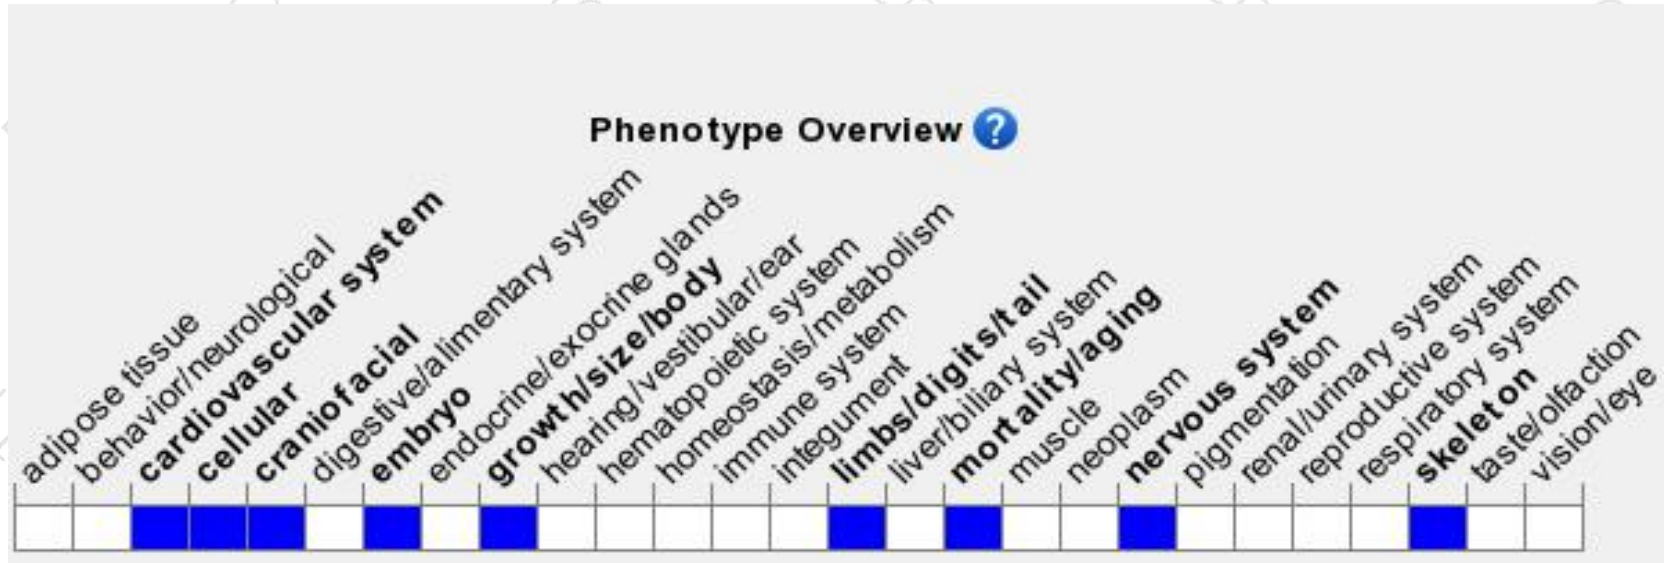 Phenotype Overview ?
adipose tissue
behavior/neurological
cardiovascular system
cellular
craniofacial
digestive/alimentary system
embryo
endocrine/exocrine glands
growth/size/body
hearing/vestibular/ear
hematopoietic system
homeostasis/metabolism
immune system
integument
limbs/digits/tail
liver/biliary system
mortality/aging
muscle
neoplasm
nervous system
pigmentation
renal/urinary system
reproductive system
respiratory system
skeleton
taste/olfaction
vision/eye